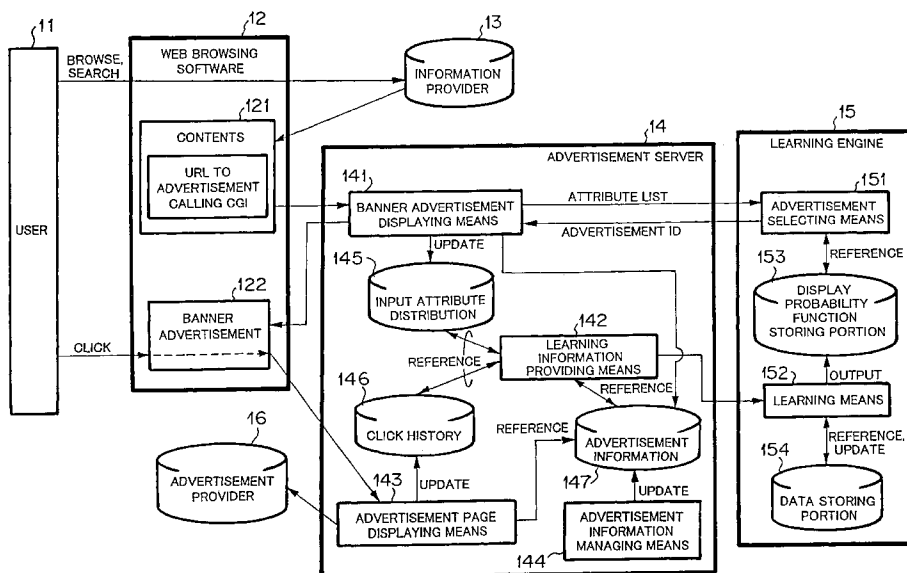 11
USER
BROWSE,
SEARCH
CLICK
12
WEB BROWSING
SOFTWARE
121
CONTENTS
URL TO
ADVERTISEMENT
CALLING CGI
122
BANNER
ADVERTISEMENT
13
INFORMATION
PROVIDER
16
ADVERTISEMENT
PROVIDER
14
ADVERTISEMENT SERVER
141
BANNER ADVERTISEMENT
DISPLAYING MEANS
ATTRIBUTE LIST
ADVERTISEMENT ID
UPDATE
145
INPUT ATTRIBUTE
DISTRIBUTION
142
LEARNING
INFORMATION
PROVIDING MEANS
REFERENCE
REFERENCE
146
CLICK HISTORY
REFERENCE
ADVERTISEMENT
INFORMATION
147
UPDATE
UPDATE
143
ADVERTISEMENT PAGE
DISPLAYING MEANS
ADVERTISEMENT
INFORMATION
MANAGING MEANS
144
15
LEARNING ENGINE
151
ADVERTISEMENT
SELECTING MEANS
REFERENCE
153
DISPLAY
PROBABILITY
FUNCTION
STORING PORTION
152
OUTPUT
LEARNING MEANS
REFERENCE,
UPDATE
154
DATA STORING
PORTION